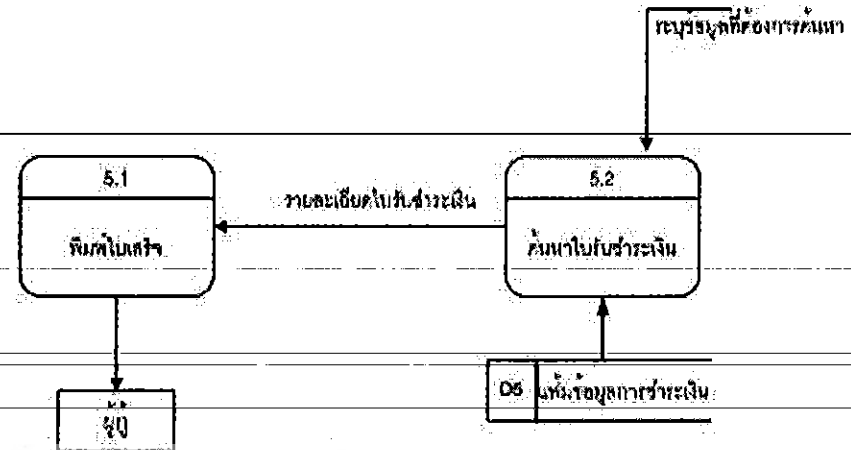 ระบุข้อมูลที่ต้องการค้นหา
5.1
5.2
รายละเอียดใบรับชำระเงิน
พิมพ์ใบเสร็จ
ค้นหาใบรับชำระเงิน
D5 แฟ้มข้อมูลการชำระเงิน
ผู้กู้